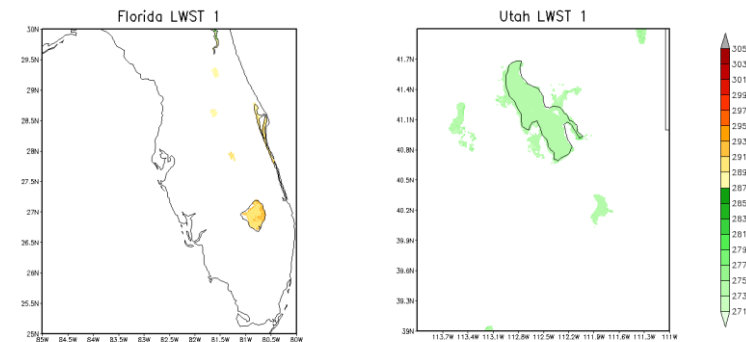 Florida LWST 1
30N
29.5N
29N
28.5N
28N
27.5N
27N
26.5N
26N
25.5N
25N
85W 84.5W 84W 83.5W 83W 82.5W 82W 81.5W 81W 80.5W 80W
Utah LWST 1
41.7N
41.4N
41.1N
40.8N
40.5N
40.2N
39.9N
39.6N
39.3N
39N
113.7W 113.4W 113.1W 112.8W 112.5W 112.2W 111.9W 111.6W 111.3W 111W
305
303
301
299
297
295
293
291
289
287
285
283
281
279
277
275
273
271